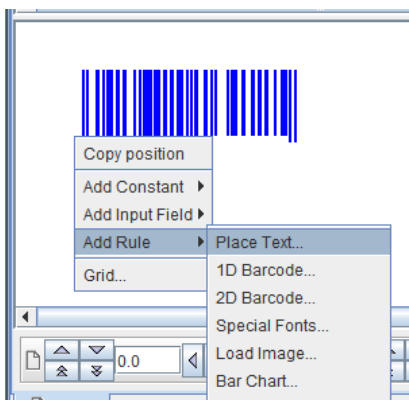 Copy position
Add Constant
Add Input Field
Add Rule
Place Text...
Grid...
1D Barcode...
2D Barcode...
Special Fonts...
Load Image...
0.0
Bar Chart...